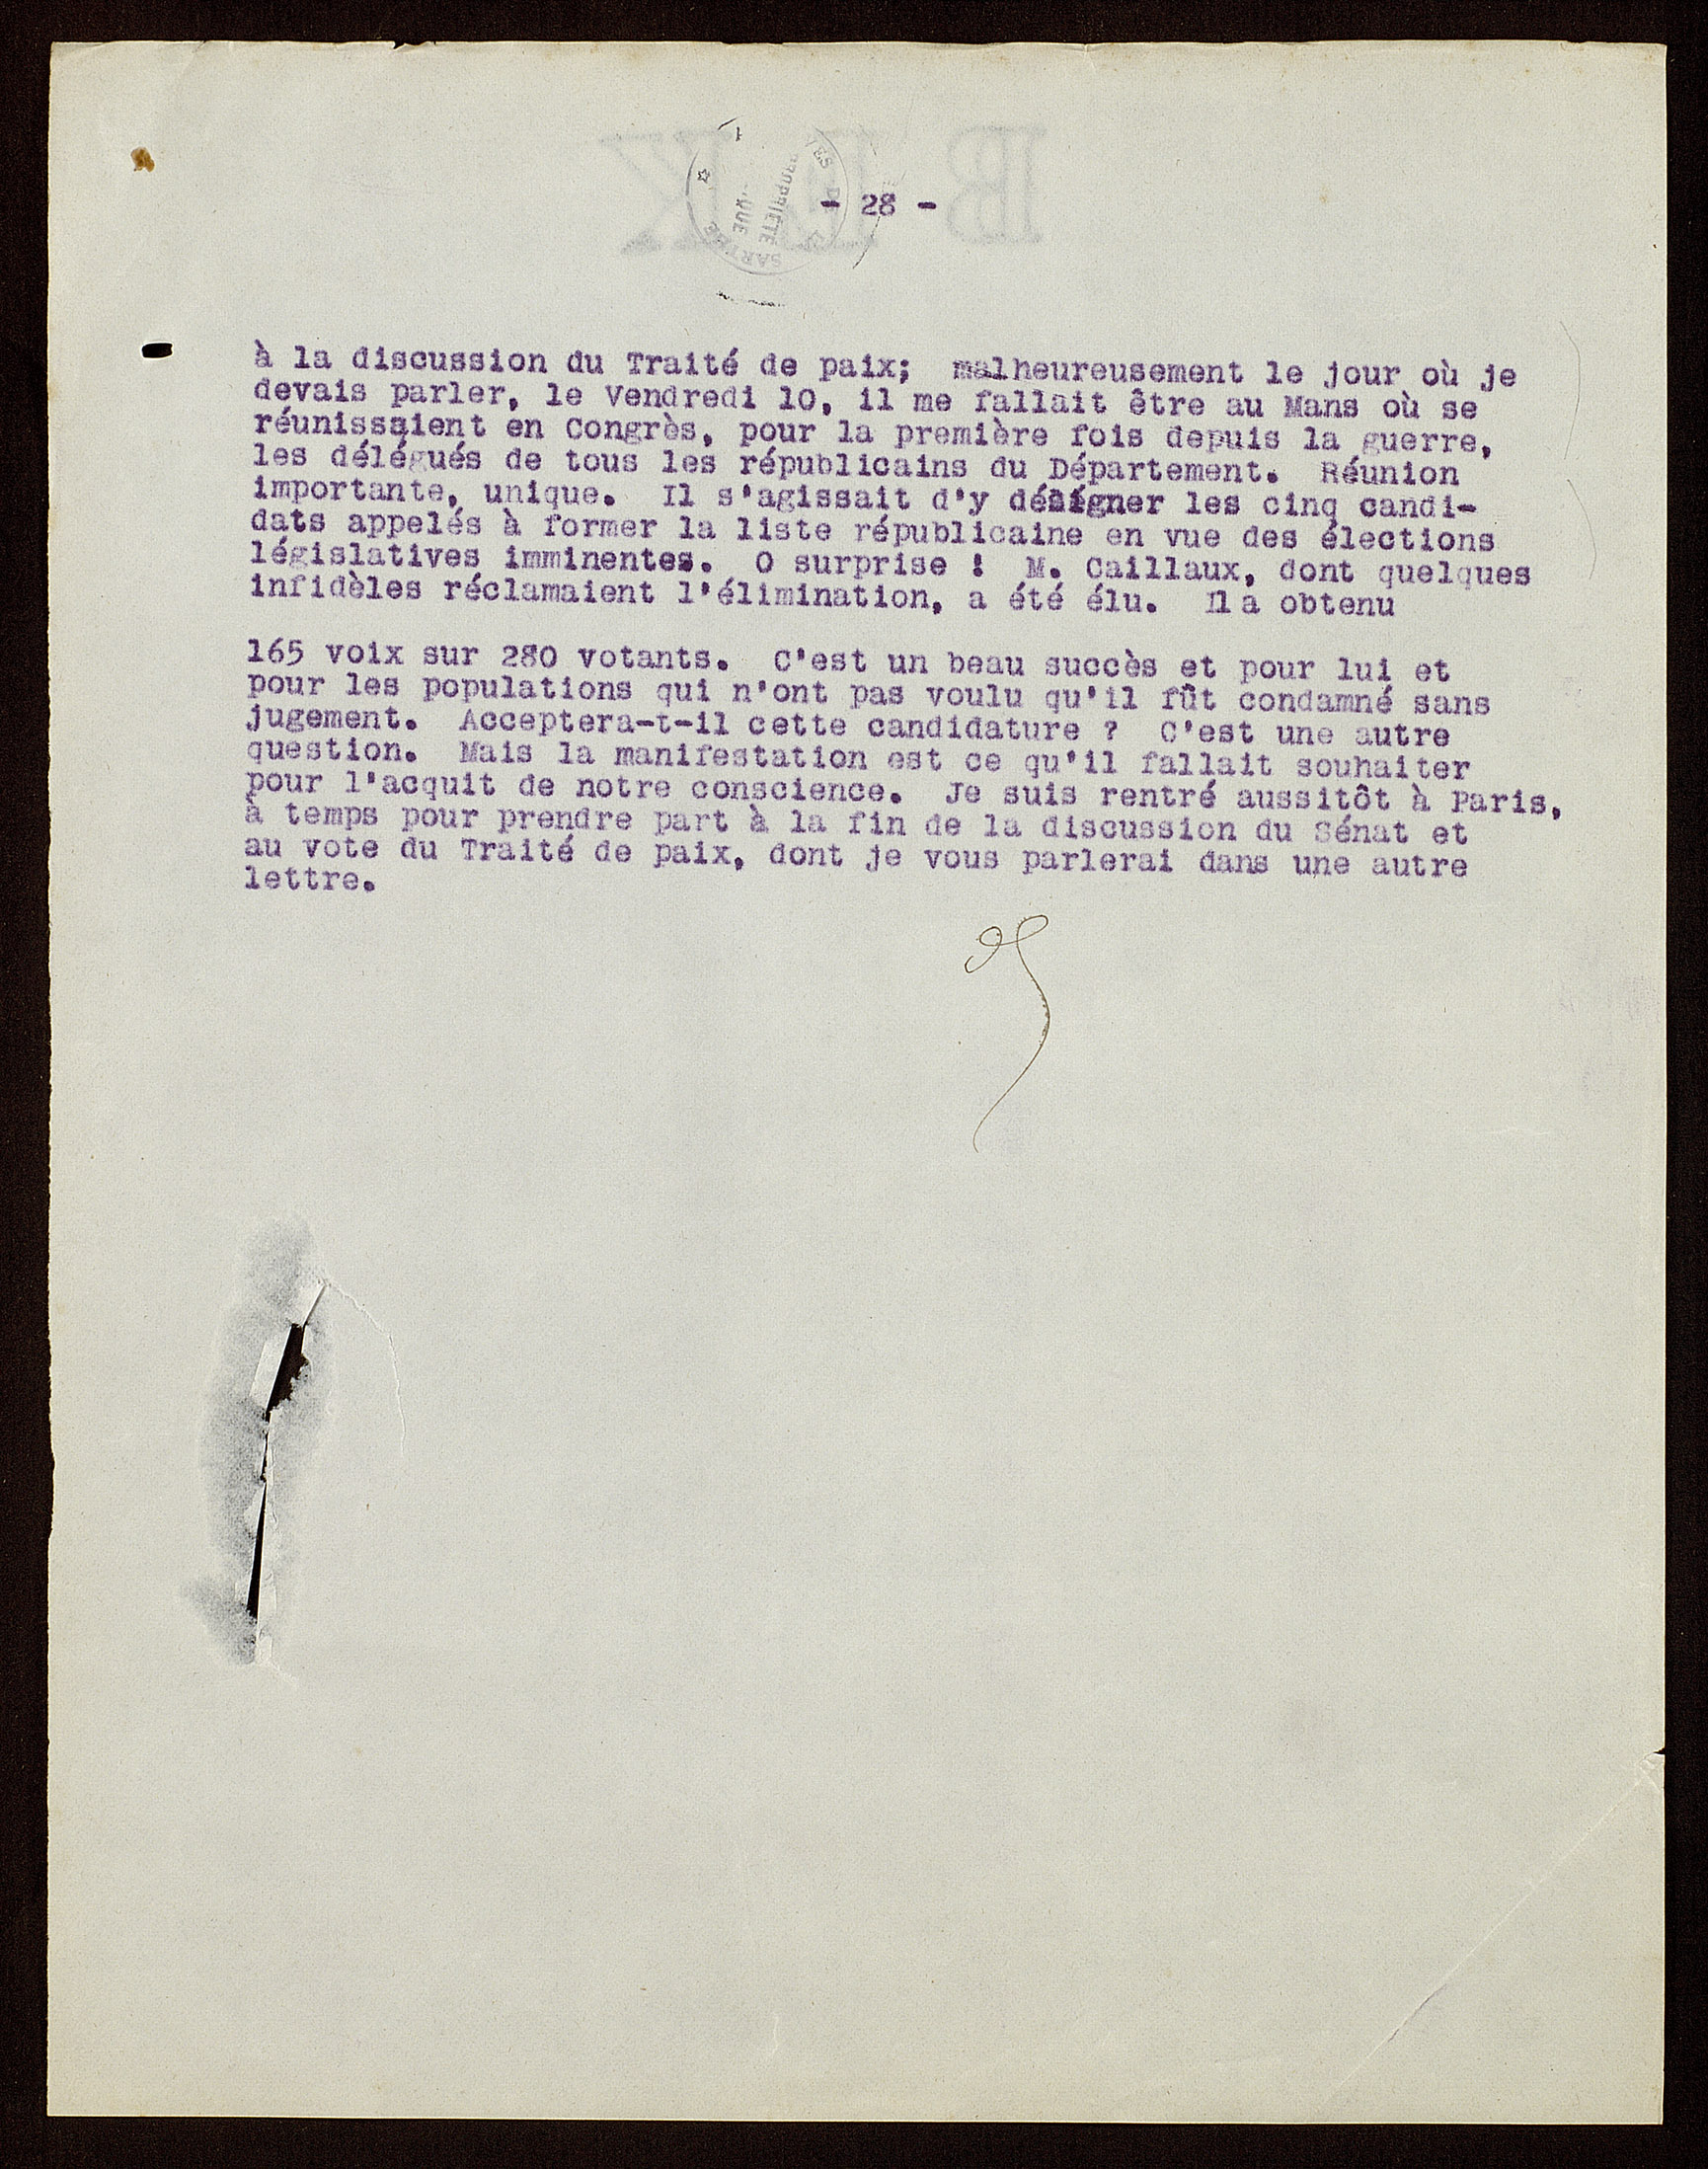 - 28 -
à la discussion du Traité de paix; malheureusement le jour où je
devais parler, le Vendredi 10, il me fallait être au Mans où se
réunissaient en Congrès, pour la première fois depuis la guerre,
les délégués de tous les républicains du Département. Réunion
importante, unique. Il s'agissait d'y désigner les cinq candi-
dats appelés à former la liste républicaine en vue des élections
législatives imminentes. O surprise ! M. Caillaux, dont quelques
infidèles réclamaient l'élimination, a été élu. Il a obtenu
165 voix sur 280 votants. C'est un beau succès et pour lui et
pour les populations qui n'ont pas voulu qu'il fût condamné sans
jugement. Acceptera-t-il cette candidature ? C'est une autre
question. Mais la manifestation est ce qu'il fallait souhaiter
pour l'acquit de notre conscience. Je suis rentré aussitôt à Paris,
à temps pour prendre part à la fin de la discussion du Sénat et
au vote du Traité de paix, dont je vous parlerai dans une autre
lettre.